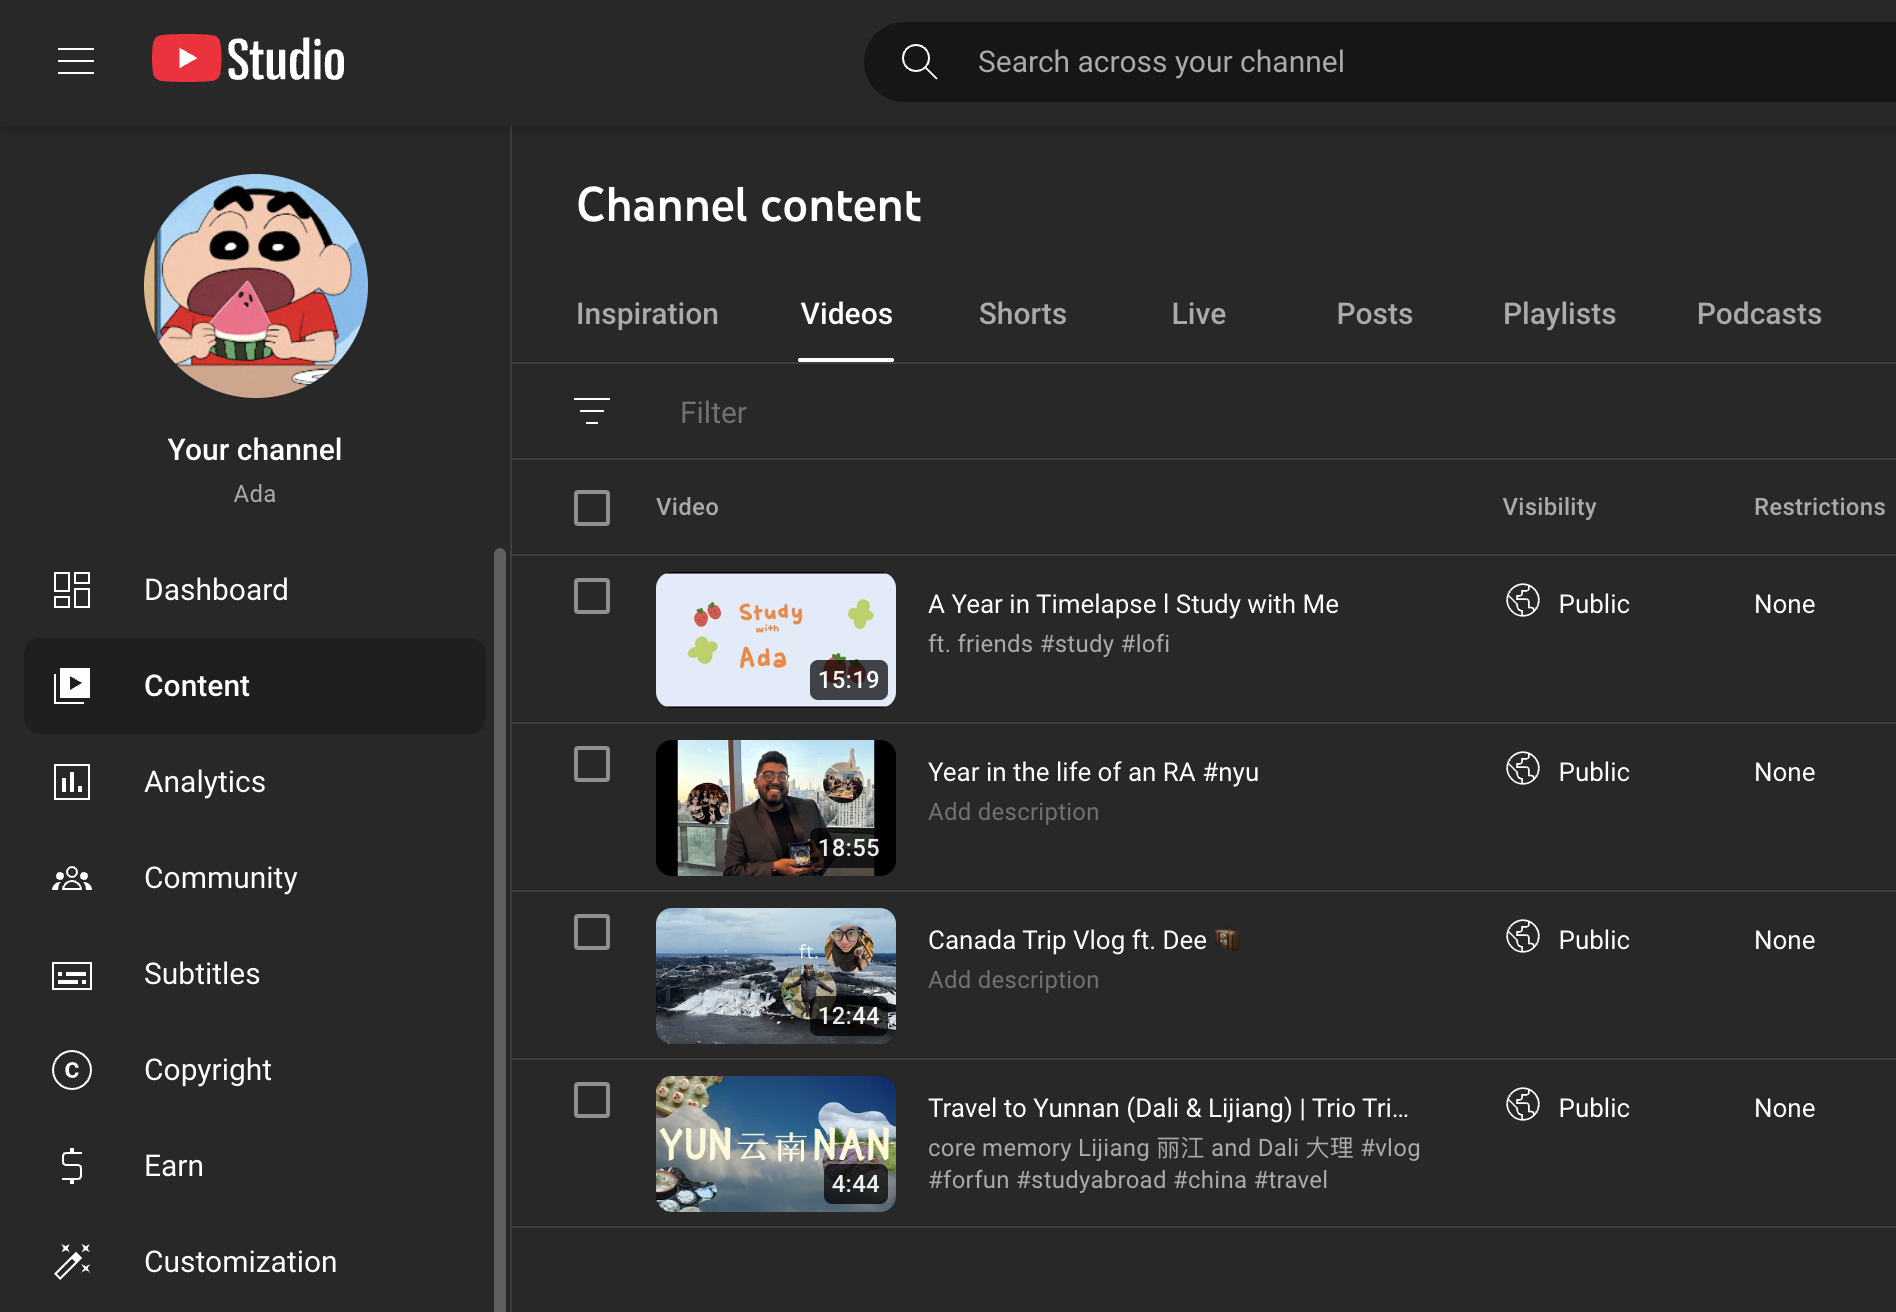 Studio
Search across your channel
Your channel
Ada
Dashboard
Content
Analytics
Community
Subtitles
Copyright
Earn
Customization
Channel content
Inspiration
Videos
Shorts
Live
Posts
Playlists
Podcasts
Filter
Video
Visibility
Restrictions
Study
with
Ada
15:19
A Year in Timelapse l Study with Me
ft. friends #study #lofi
Public
None
18:55
Year in the life of an RA #nyu
Add description
Public
None
ft.
12:44
Canada Trip Vlog ft. Dee 🧳
Add description
Public
None
YUN云南NAN
4:44
Travel to Yunnan (Dali & Lijiang) | Trio Tri...
core memory Lijiang 丽江 and Dali 大理 #vlog
#forfun #studyabroad #china #travel
Public
None